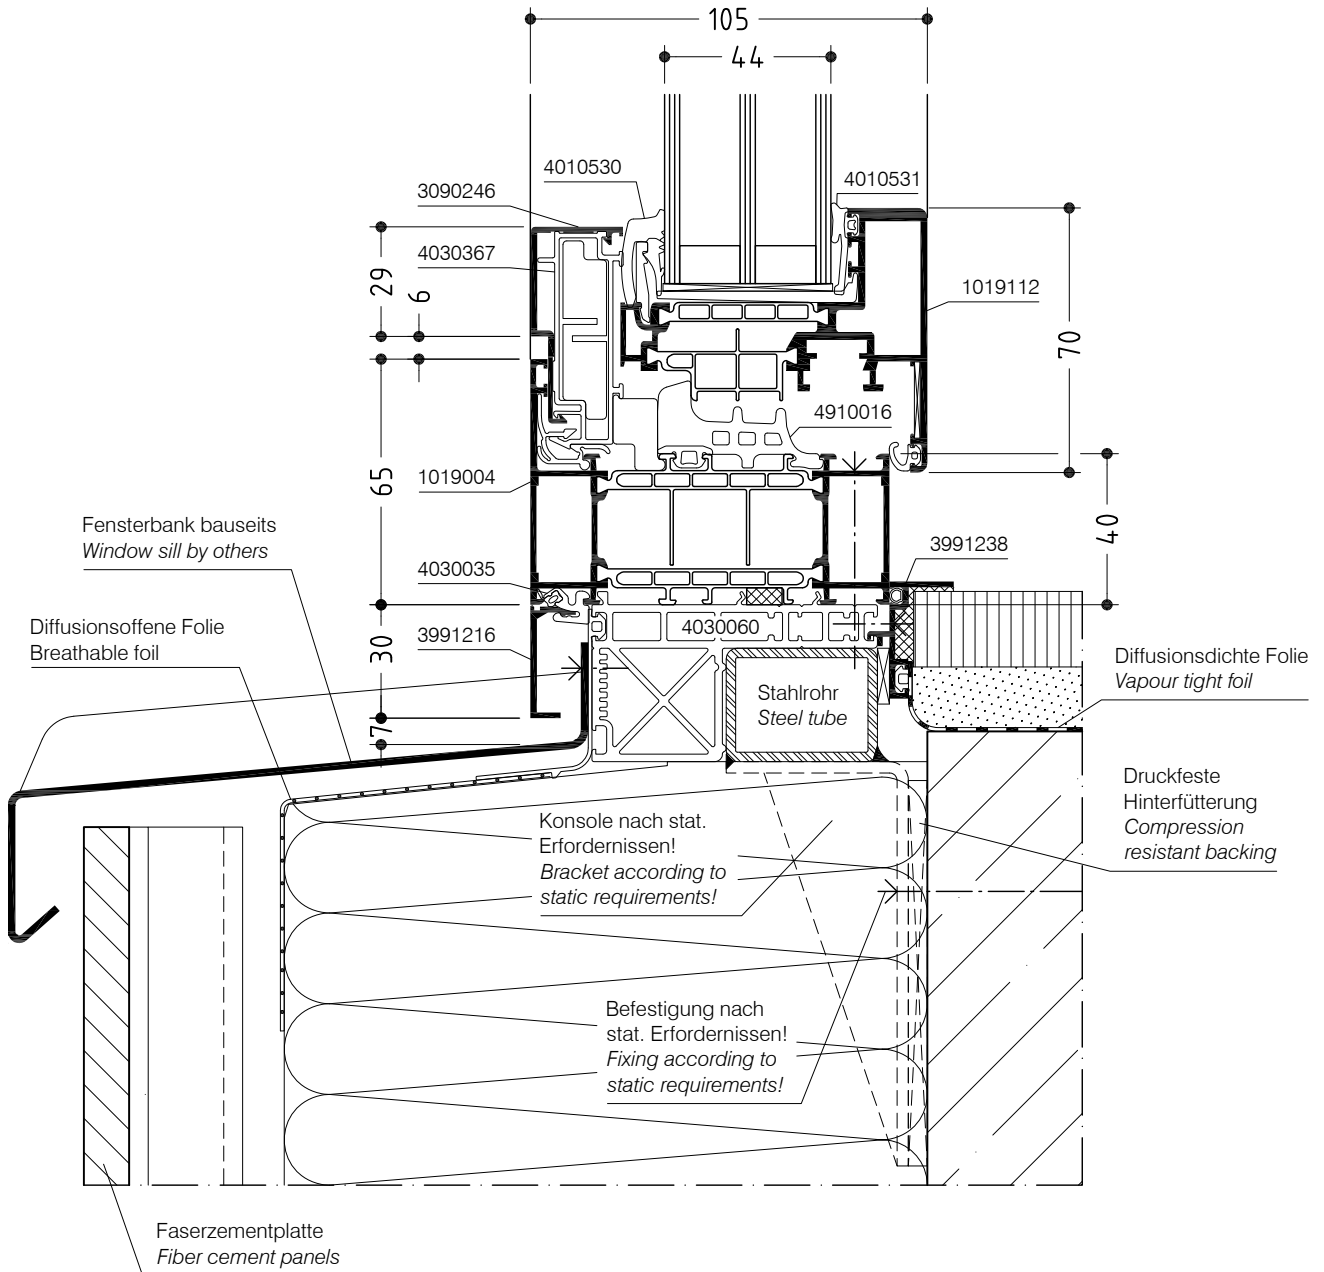 105
44
4010530
4010531
3090246
4030367
29
6
1019112
70
4910016
65
1019004
40
Fensterbank bauseits
Window sill by others
3991238
4030035
Diffusionsoffene Folie
Breathable foil
3991216
4030060
30
Diffusionsdichte Folie
Vapour tight foil
Stahlrohr
Steel tube
7
Druckfeste
Hinterfütterung
Compression
resistant backing
Konsole nach stat.
Erfordernissen!
Bracket according to
static requirements!
Befestigung nach
stat. Erfordernissen!
Fixing according to
static requirements!
Faserzementplatte
Fiber cement panels